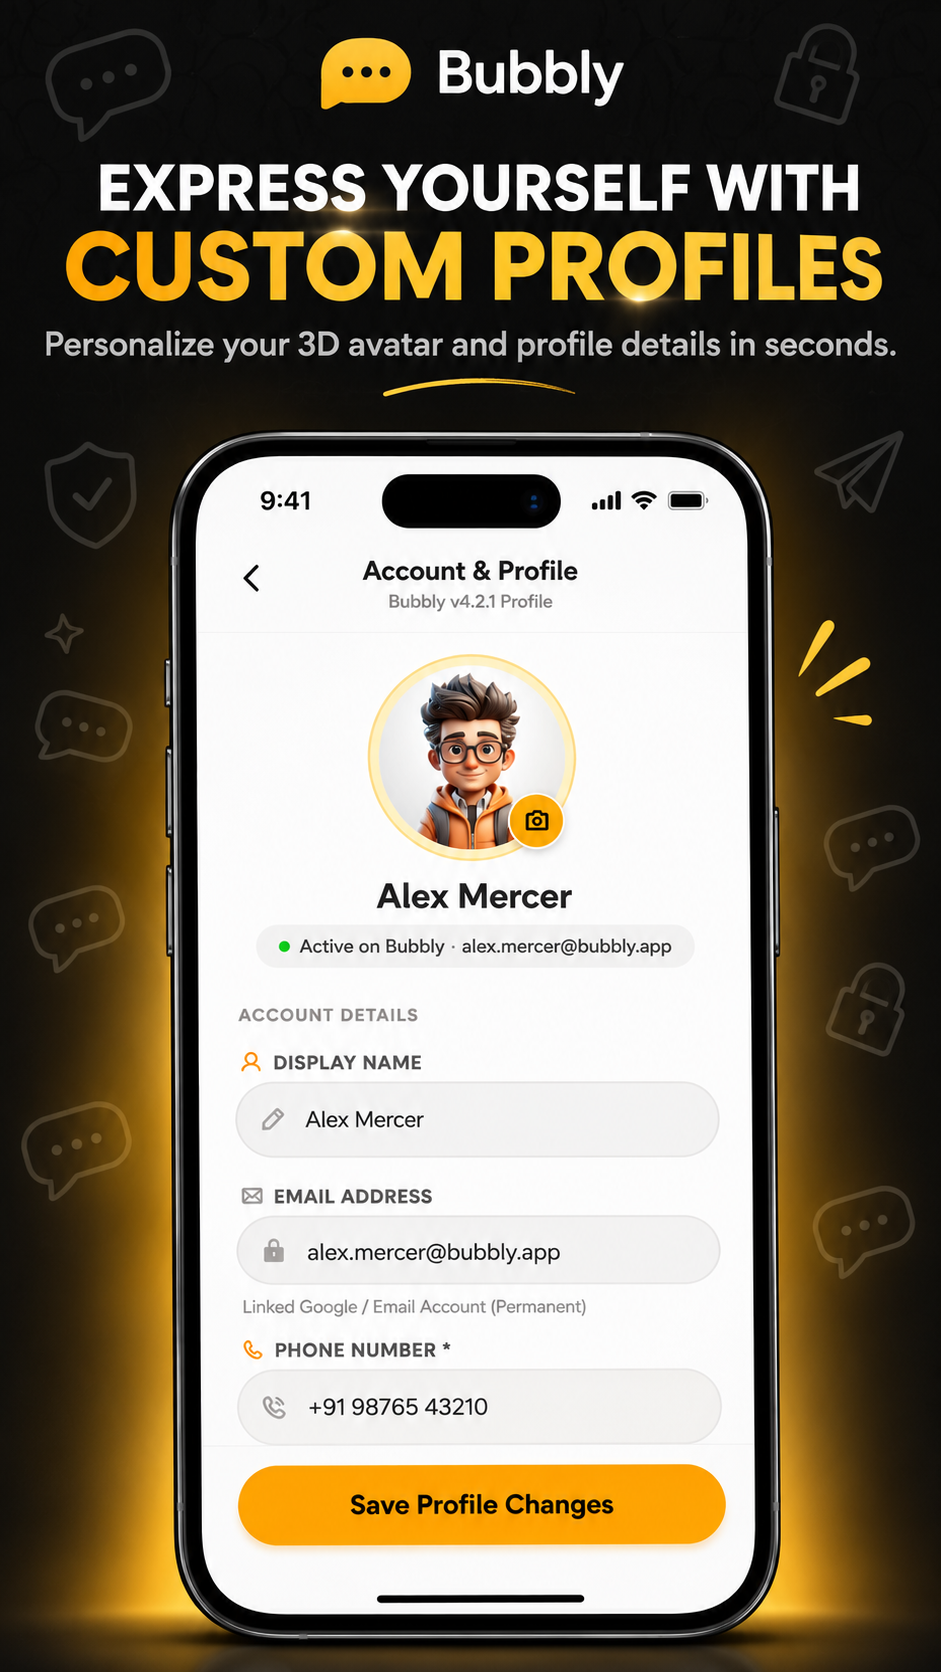 Bubbly
EXPRESS YOURSELF WITH
CUSTOM PROFILES
Personalize your 3D avatar and profile details in seconds.
9:41
Account & Profile
Bubbly v4.2.1 Profile
Alex Mercer
Active on Bubbly · alex.mercer@bubbly.app
ACCOUNT DETAILS
DISPLAY NAME
Alex Mercer
EMAIL ADDRESS
alex.mercer@bubbly.app
Linked Google / Email Account (Permanent)
PHONE NUMBER *
+91 98765 43210
Save Profile Changes